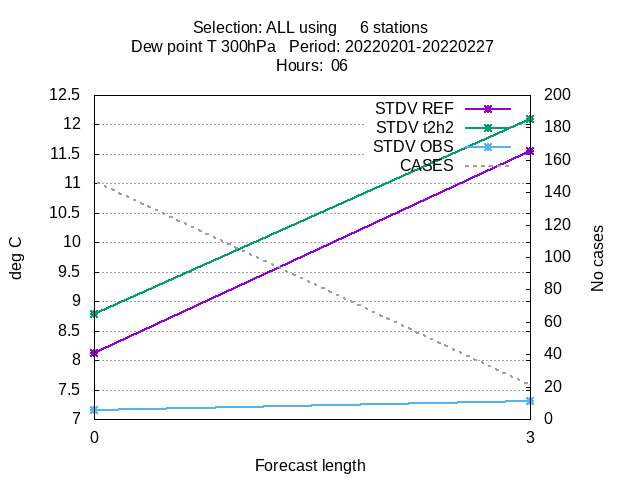 Selection: ALL using 6 stations
Dew point T 300hPa Period: 20220201-20220227
Hours: 06
12.5
12
11.5
11
10.5
10
9.5
9
8.5
8
7.5
7
deg C
STDV REF
STDV t2h2
STDV OBS
CASES
200
180
160
140
120
100
80
60
40
20
0
No cases
0
3
Forecast length